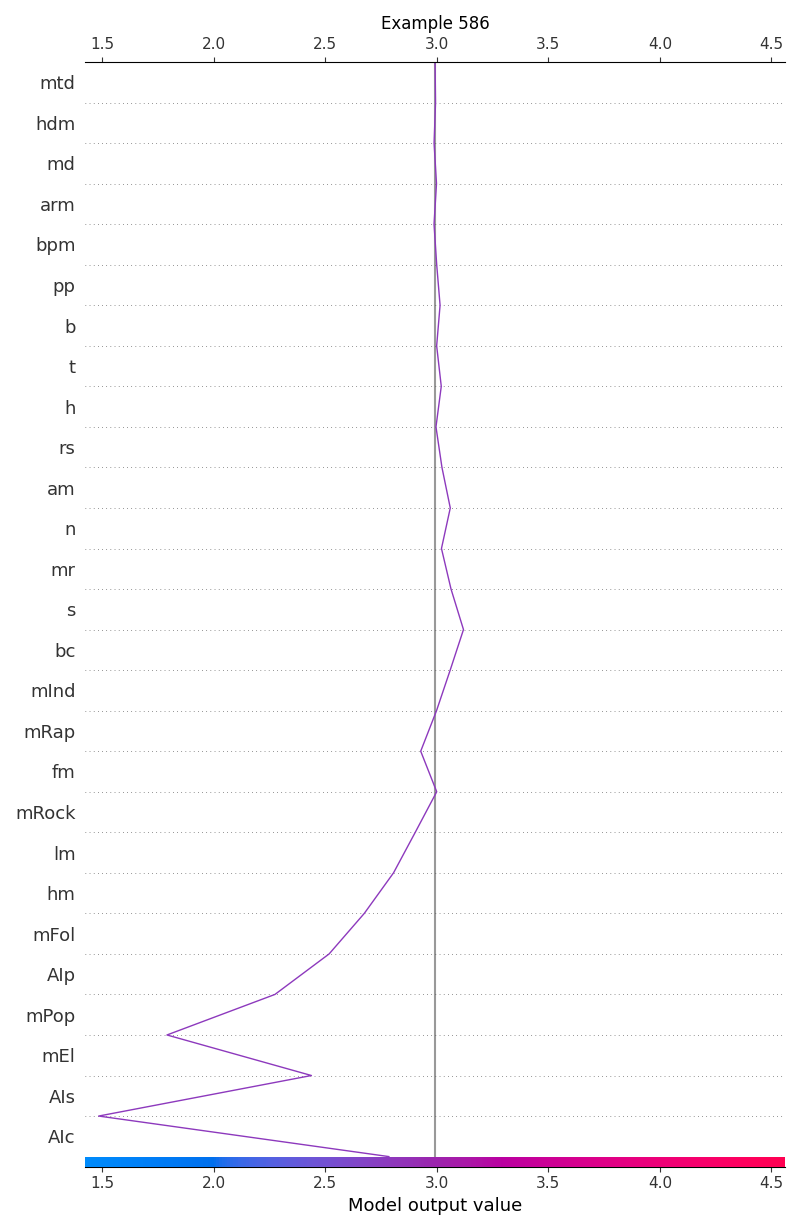 Example 586
1.5 2.0 2.5 3.0 3.5 4.0 4.5
mtd
hdm
md
arm
bpm
pp
b
t
h
rs
am
n
mr
s
bc
mInd
mRap
fm
mRock
lm
hm
mFol
AIp
mPop
mEl
AIs
AIc
1.5 2.0 2.5 3.0 3.5 4.0 4.5
Model output value